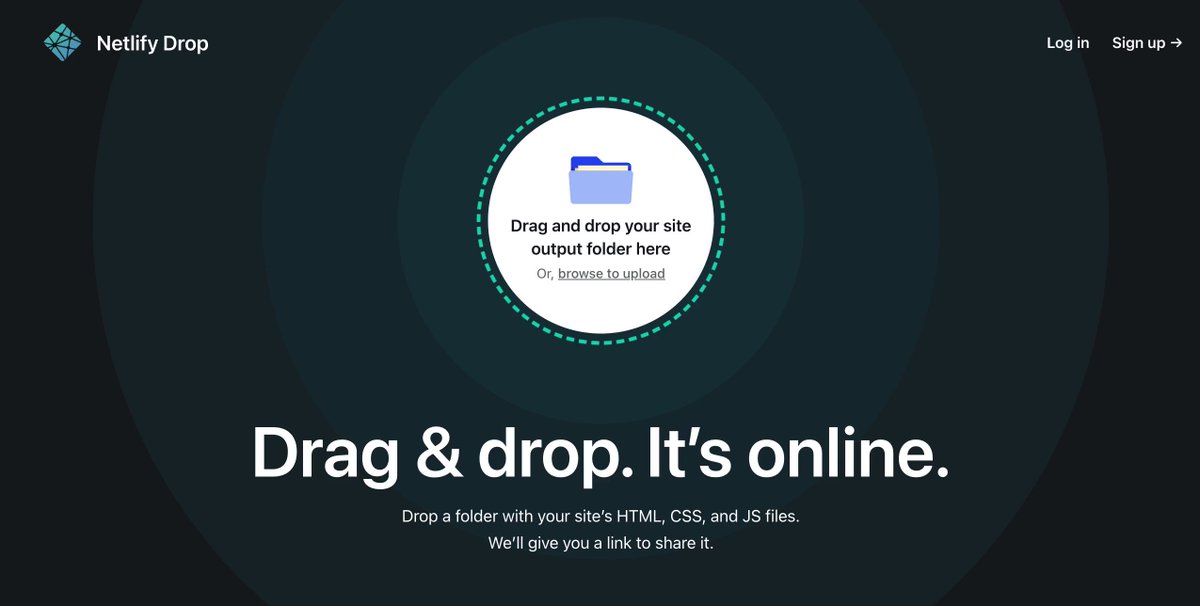 Netlify Drop
Log in
Sign up →
Drag and drop your site
output folder here
Or, browse to upload
Drag & drop. It’s online.
Drop a folder with your site’s HTML, CSS, and JS files.
We’ll give you a link to share it.